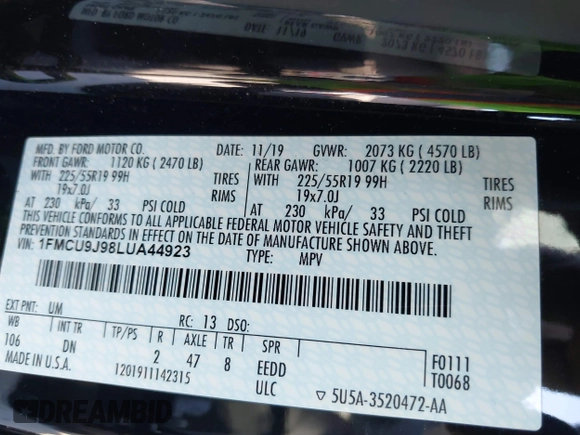 MFD. BY FORD MOTOR CO.
DATE: 11/19 GVWR: 2073 KG ( 4570 LB)
FRONT GAWR: 1120 KG ( 2470 LB)
REAR GAWR: 1007 KG ( 2220 LB)
WITH 225/55R19 99H TIRES
WITH 225/55R19 99H TIRES
19x7.0J RIMS
19x7.0J RIMS
AT 230 kPa/ 33 PSI COLD
AT 230 kPa/ 33 PSI COLD
THIS VEHICLE CONFORMS TO ALL APPLICABLE FEDERAL MOTOR VEHICLE SAFETY AND THEFT
PREVENTION STANDARDS IN EFFECT ON THE DATE OF MANUFACTURE SHOWN ABOVE.
VIN: 1FMCU9J98LUA44923
TYPE: MPV
EXT PNT: UM RC: 13 DSO:
WB INT TR TP/PS R AXLE TR SPR
106 DN 2 47 8 EEDD F0111
T0068
MADE IN U.S.A. 1201911142315 ULC ▽ 5U5A-3520472-AA
DREAMBID